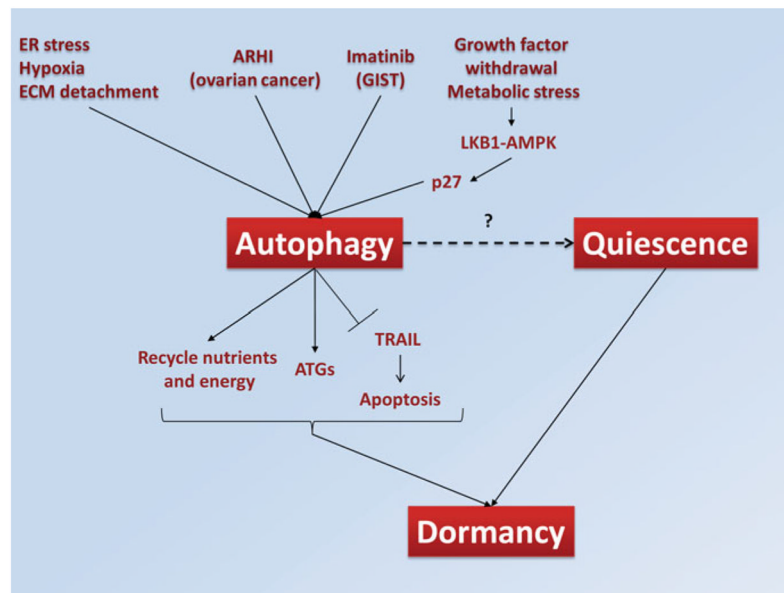 ER stress
Hypoxia
ECM detachment
ARHI
(ovarian cancer)
Imatinib
(GIST)
Growth factor
withdrawal
Metabolic stress
LKB1-AMPK
p27
Autophagy
?
Quiescence
Recycle nutrients
and energy
ATGs
TRAIL
Apoptosis
Dormancy